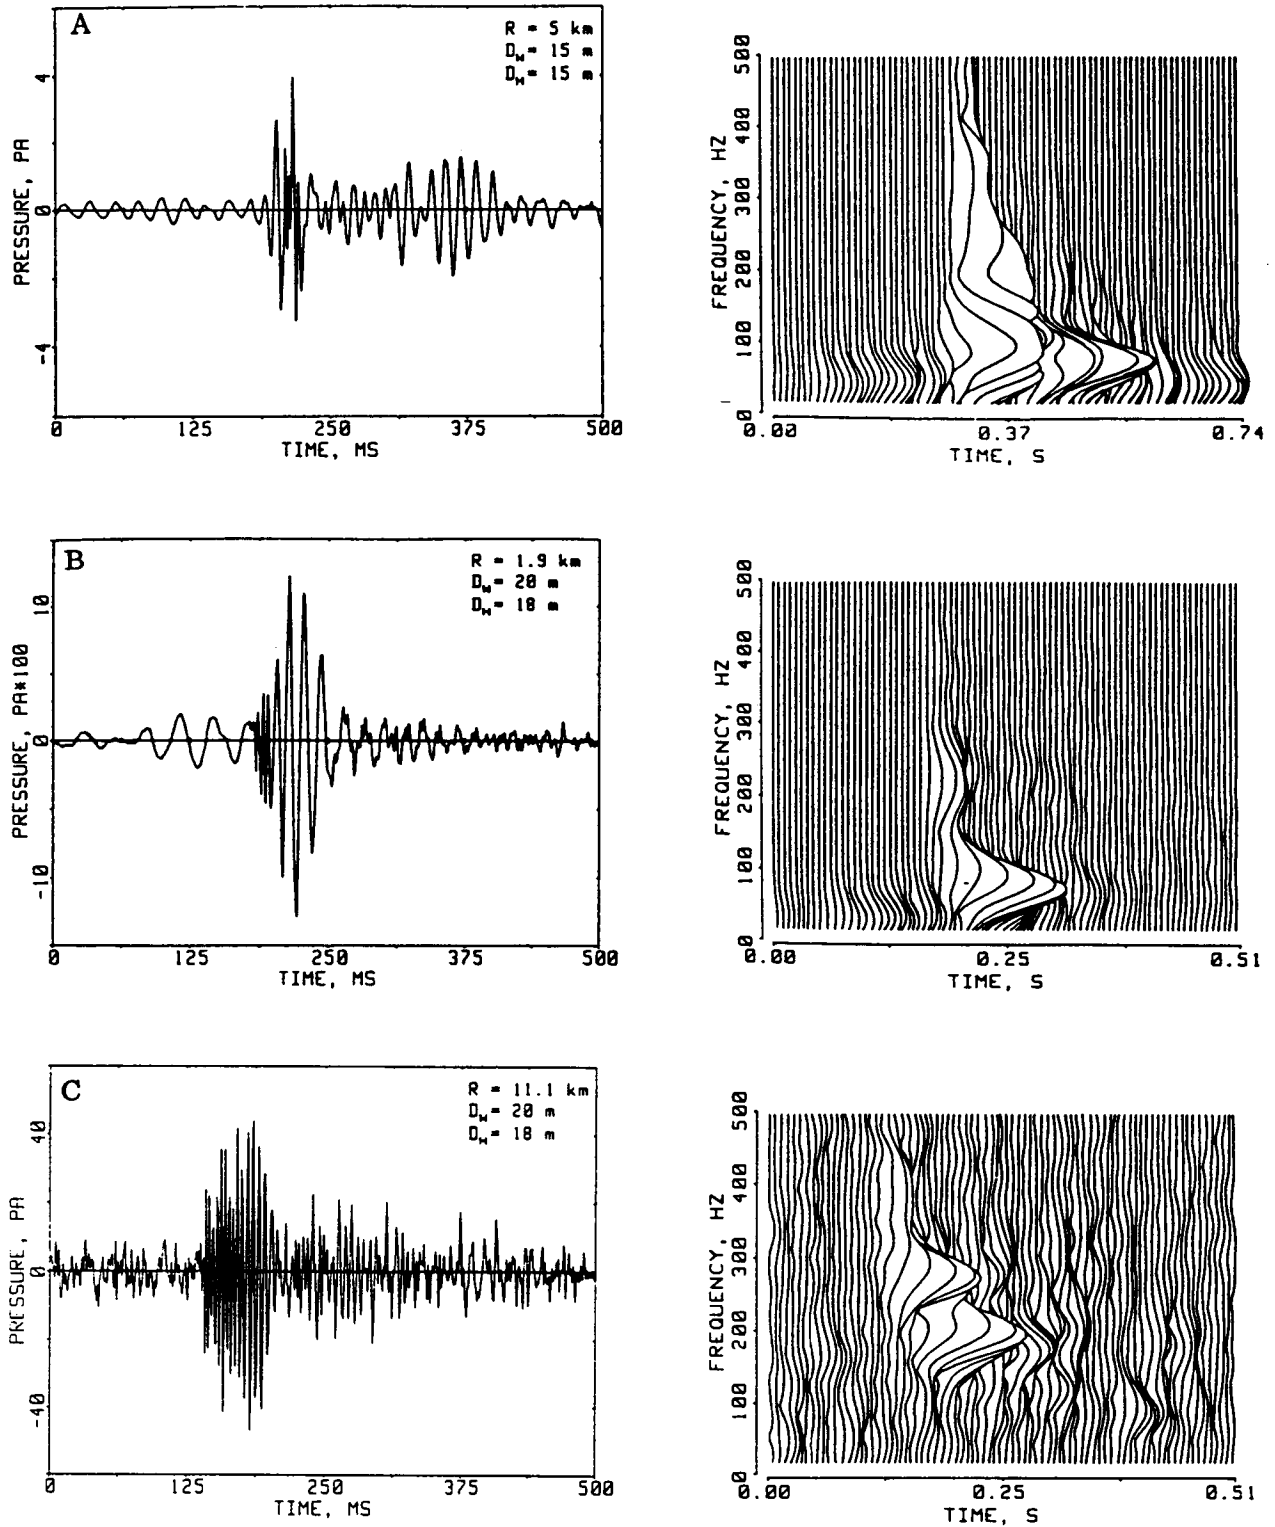 A
R = 5 km
D_W= 15 m
D_W= 15 m
4
0
-4
PRESSURE, PA
0 125 250 375 500
TIME, MS
500
400
300
200
100
0
FREQUENCY, HZ
0.00 0.37 0.74
TIME, S
B
R = 1.9 km
D_W= 20 m
D_W= 18 m
10
0
-10
PRESSURE, PA*100
0 125 250 375 500
TIME, MS
500
400
300
200
100
0
FREQUENCY, HZ
0.00 0.25 0.51
TIME, S
C
R = 11.1 km
D_W= 20 m
D_W= 18 m
40
0
-40
PRESSURE, PA
0 125 250 375 500
TIME, MS
500
400
300
200
100
0
FREQUENCY, HZ
0.00 0.25 0.51
TIME, S